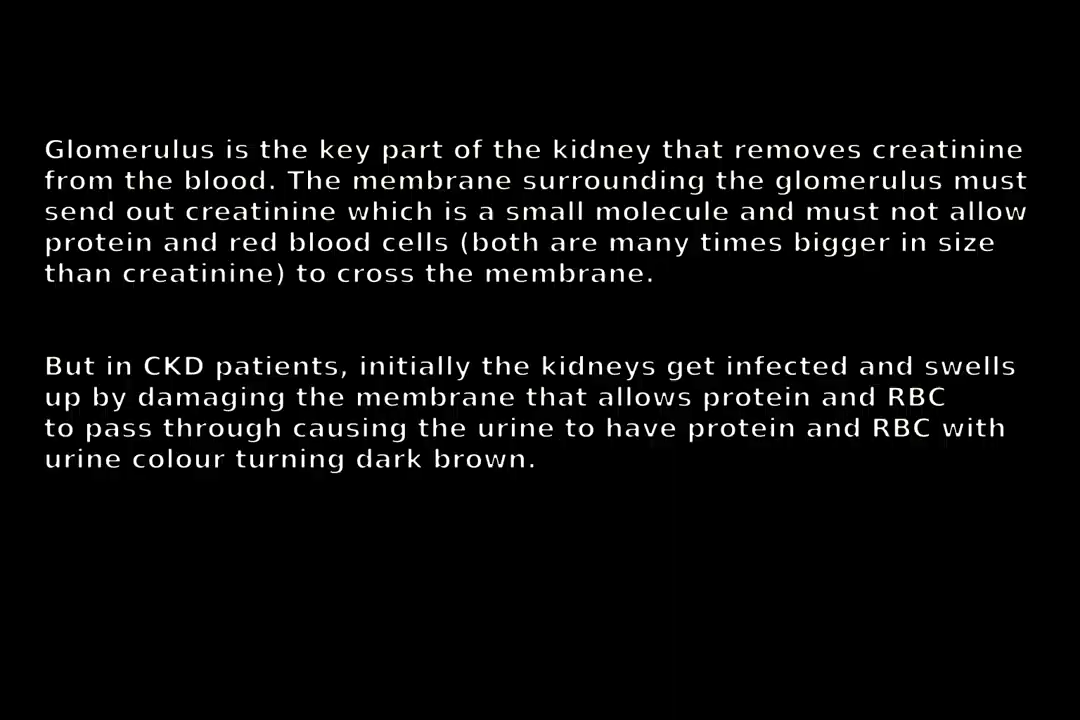 Glomerulus is the key part of the kidney that removes creatinine
from the blood. The membrane surrounding the glomerulus must
send out creatinine which is a small molecule and must not allow
protein and red blood cells (both are many times bigger in size
than creatinine) to cross the membrane.
But in CKD patients, initially the kidneys get infected and swells
up by damaging the membrane that allows protein and RBC
to pass through causing the urine to have protein and RBC with
urine colour turning dark brown.